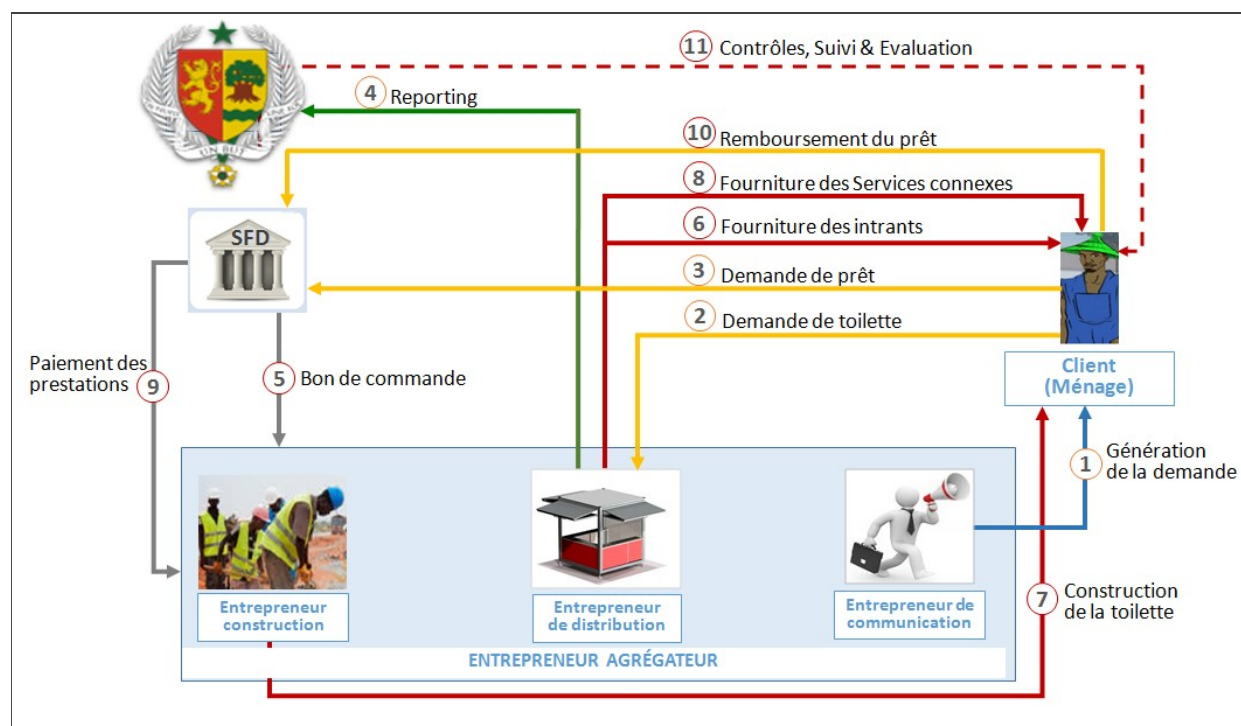 11 Contrôles, Suivi & Evaluation
4 Reporting
UN BUT
10 Remboursement du prêt
8 Fourniture des Services connexes
6 Fourniture des intrants
SFD
3 Demande de prêt
2 Demande de toilette
Paiement des
prestations 9
5 Bon de commande
Client
(Ménage)
1 Génération
de la demande
Entrepreneur
construction
Entrepreneur
de distribution
Entrepreneur de
communication
7 Construction
de la toilette
ENTREPRENEUR AGRÉGATEUR